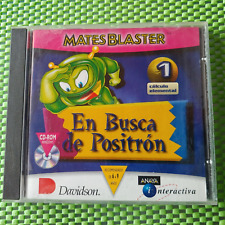 MATES BLASTER
1
cálculo
elemental
En Busca
de Positrón
CD-ROM
Davidson.
ANAYA
interactiva